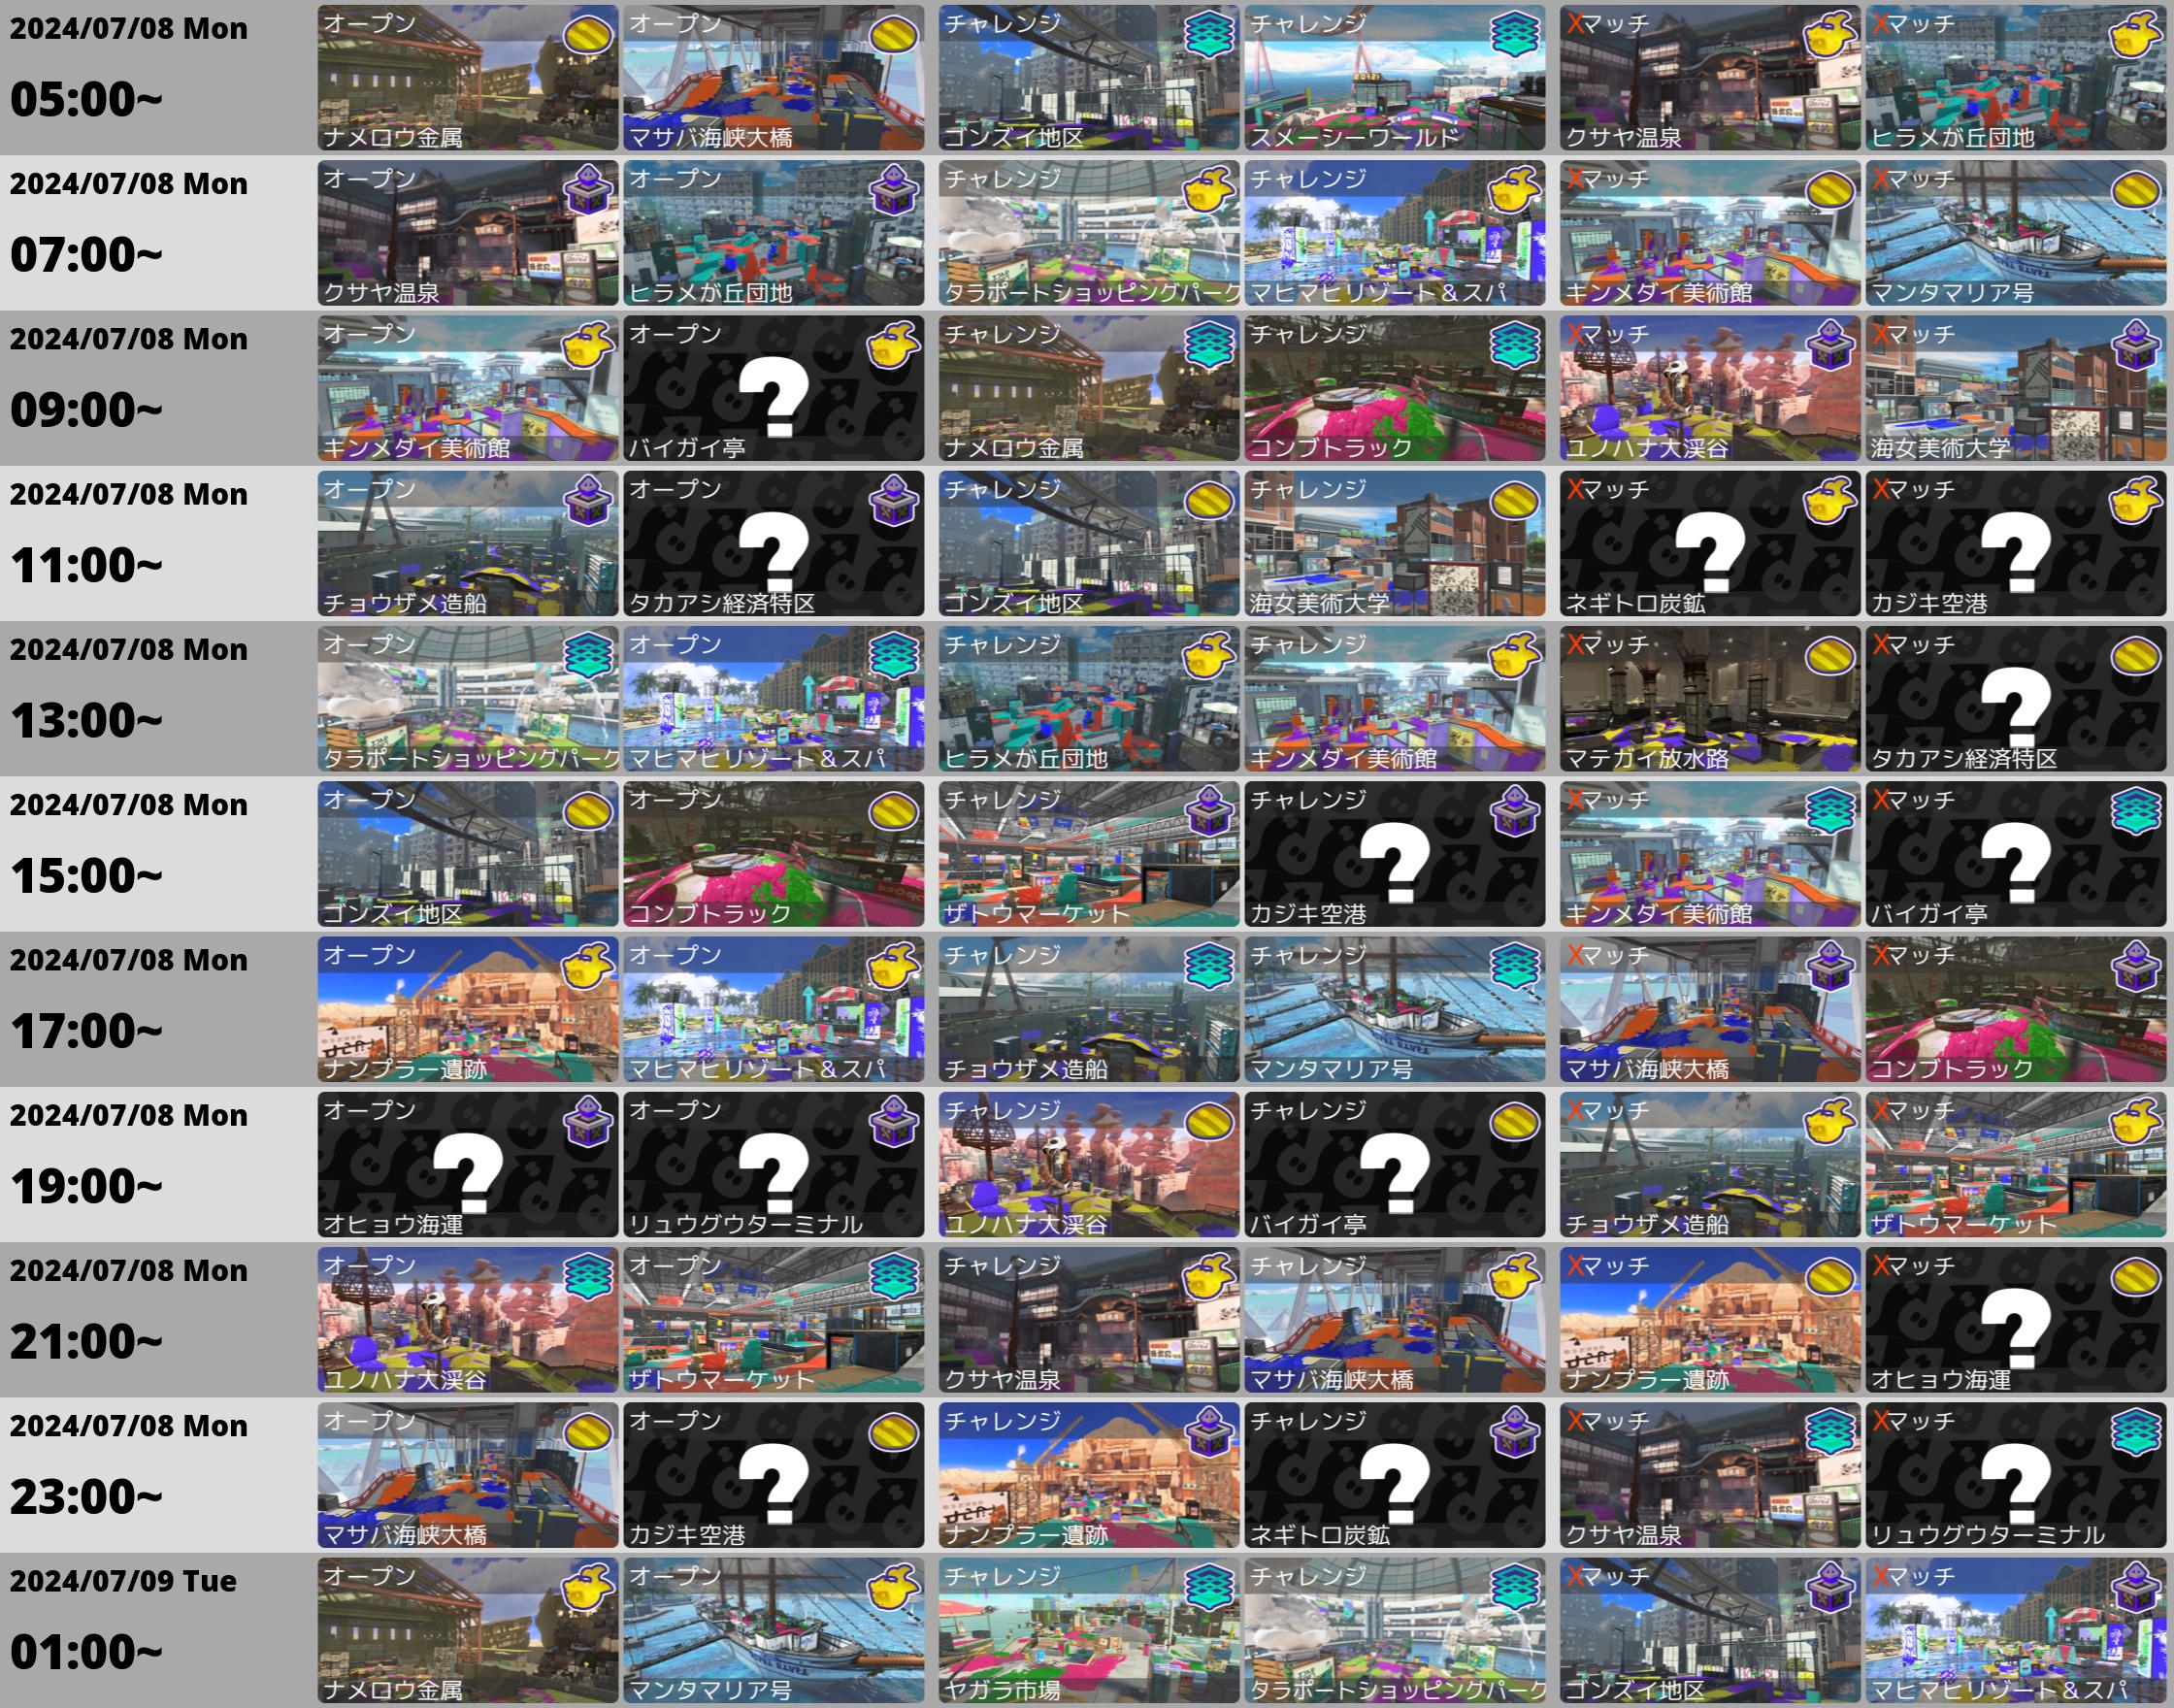 2024/07/08 Mon
05:00~
オープン オープン チャレンジ チャレンジ Xマッチ Xマッチ
ナメロウ金属 マサバ海峡大橋 ゴンズイ地区 スメーシーワールド クサヤ温泉 ヒラメが丘団地
2024/07/08 Mon
07:00~
オープン オープン チャレンジ チャレンジ Xマッチ Xマッチ
クサヤ温泉 ヒラメが丘団地 タラポートショッピングパーク マヒマヒリゾート&スパ キンメダイ美術館 マンタマリア号
2024/07/08 Mon
09:00~
オープン オープン チャレンジ チャレンジ Xマッチ Xマッチ
? 
キンメダイ美術館 バイガイ亭 ナメロウ金属 コンブトラック ユノハナ大渓谷 海女美術大学
2024/07/08 Mon
11:00~
オープン オープン チャレンジ チャレンジ Xマッチ Xマッチ
? ? ?
チョウザメ造船 タカアシ経済特区 ゴンズイ地区 海女美術大学 ネギトロ炭鉱 カジキ空港
2024/07/08 Mon
13:00~
オープン オープン チャレンジ チャレンジ Xマッチ Xマッチ
?
タラポートショッピングパーク マヒマヒリゾート&スパ ヒラメが丘団地 キンメダイ美術館 マテガイ放水路 タカアシ経済特区
2024/07/08 Mon
15:00~
オープン オープン チャレンジ チャレンジ Xマッチ Xマッチ
? ?
ゴンズイ地区 コンブトラック ザトウマーケット カジキ空港 キンメダイ美術館 バイガイ亭
2024/07/08 Mon
17:00~
オープン オープン チャレンジ チャレンジ Xマッチ Xマッチ
ナンプラー遺跡 マヒマヒリゾート&スパ チョウザメ造船 マンタマリア号 マサバ海峡大橋 コンブトラック
2024/07/08 Mon
19:00~
オープン オープン チャレンジ チャレンジ Xマッチ Xマッチ
? ? ?
オヒョウ海運 リュウグウターミナル ユノハナ大渓谷 バイガイ亭 チョウザメ造船 ザトウマーケット
2024/07/08 Mon
21:00~
オープン オープン チャレンジ チャレンジ Xマッチ Xマッチ
?
ユノハナ大渓谷 ザトウマーケット クサヤ温泉 マサバ海峡大橋 ナンプラー遺跡 オヒョウ海運
2024/07/08 Mon
23:00~
オープン オープン チャレンジ チャレンジ Xマッチ Xマッチ
? ? ?
マサバ海峡大橋 カジキ空港 ナンプラー遺跡 ネギトロ炭鉱 クサヤ温泉 リュウグウターミナル
2024/07/09 Tue
01:00~
オープン オープン チャレンジ チャレンジ Xマッチ Xマッチ
ナメロウ金属 マンタマリア号 ヤガラ市場 タラポートショッピングパーク ゴンズイ地区 マヒマヒリゾート&スパ